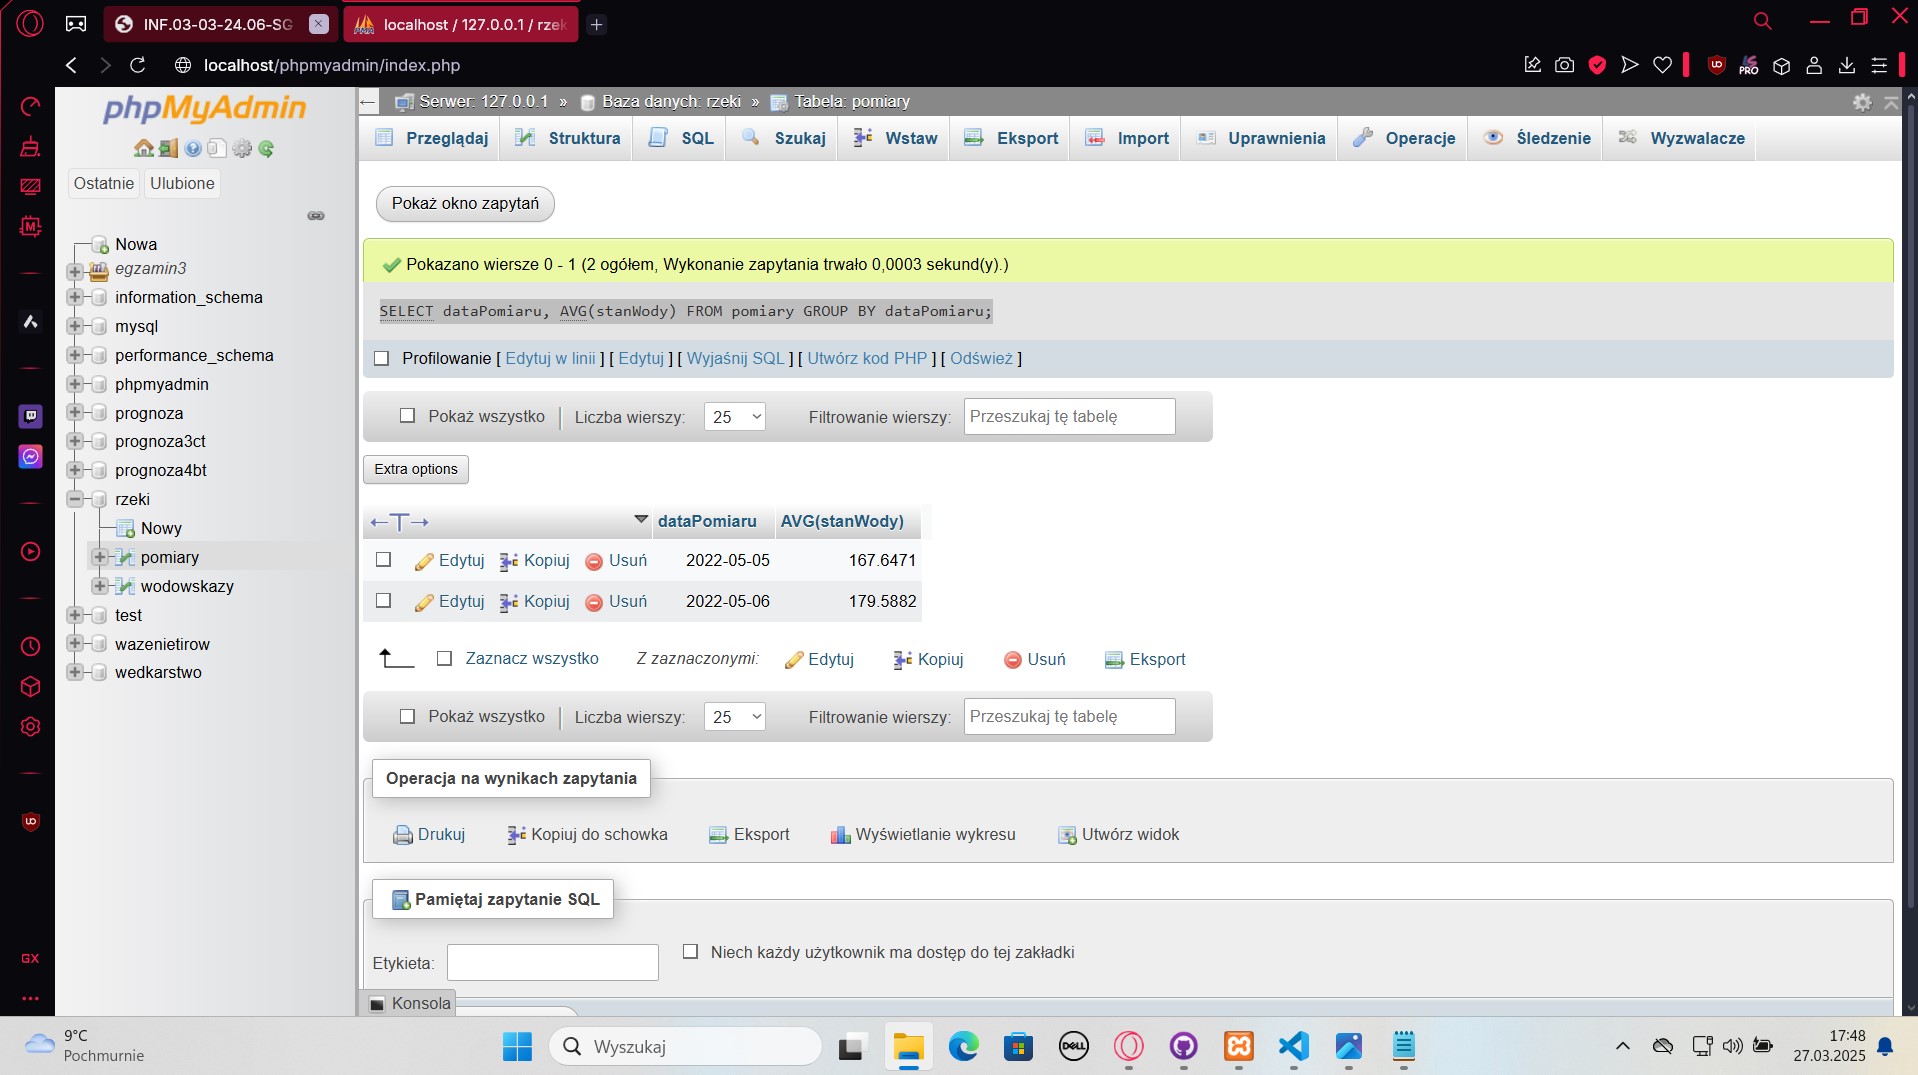 INF.03-03-24.06-SG
localhost / 127.0.0.1 / rzek
localhost/phpmyadmin/index.php
PRO
phpMyAdmin
Ostatnie
Ulubione
Nowa
egzamin3
information_schema
mysql
performance_schema
phpmyadmin
prognoza
prognoza3ct
prognoza4bt
rzeki
Nowy
pomiary
wodowskazy
test
wazenietirow
wedkarstwo
Serwer: 127.0.0.1 » Baza danych: rzeki » Tabela: pomiary
Przeglądaj
Struktura
SQL
Szukaj
Wstaw
Eksport
Import
Uprawnienia
Operacje
Śledzenie
Wyzwalacze
Pokaż okno zapytań
Pokazano wiersze 0 - 1 (2 ogółem, Wykonanie zapytania trwało 0,0003 sekund(y).)
SELECT dataPomiaru, AVG(stanWody) FROM pomiary GROUP BY dataPomiaru;
Profilowanie [ Edytuj w linii ] [ Edytuj ] [ Wyjaśnij SQL ] [ Utwórz kod PHP ] [ Odśwież ]
Pokaż wszystko | Liczba wierszy: 25 Filtrowanie wierszy: Przeszukaj tę tabelę
Extra options
←T→ dataPomiaru AVG(stanWody)
Edytuj Kopiuj Usuń 2022-05-05 167.6471
Edytuj Kopiuj Usuń 2022-05-06 179.5882
Zaznacz wszystko Z zaznaczonymi: Edytuj Kopiuj Usuń Eksport
Pokaż wszystko | Liczba wierszy: 25 Filtrowanie wierszy: Przeszukaj tę tabelę
Operacja na wynikach zapytania
Drukuj Kopiuj do schowka Eksport Wyświetlanie wykresu Utwórz widok
Pamiętaj zapytanie SQL
Etykieta: Niech każdy użytkownik ma dostęp do tej zakładki
Konsola
GX
9°C
Pochmurnie
Wyszukaj
DELL
17:48
27.03.2025